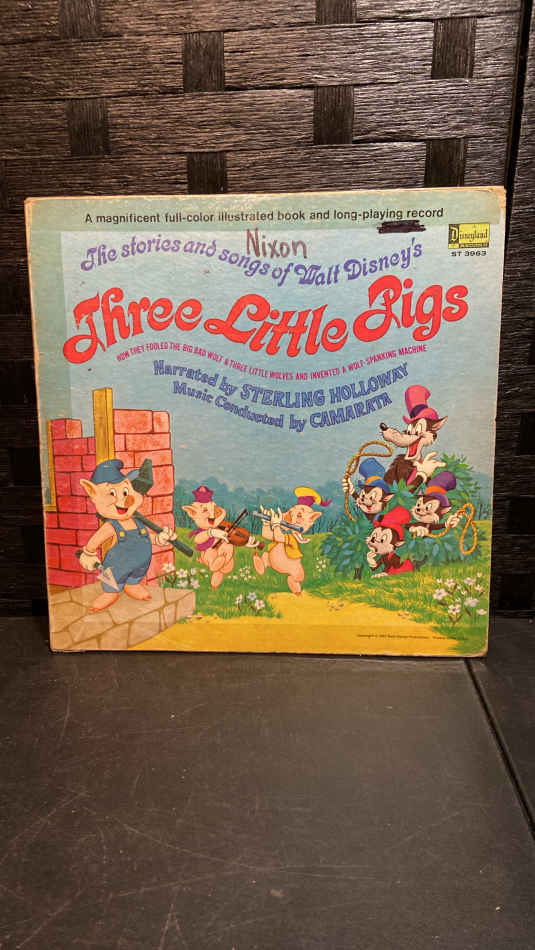 A magnificent full-color illustrated book and long-playing record
Disneyland
ST 3963
Nixon
The stories and songs of Walt Disney's
Three Little Pigs
HOW THEY FOOLED THE BIG BAD WOLF & THREE LITTLE WOLVES AND INVENTED A WOLF-SPANKING MACHINE
Narrated by STERLING HOLLOWAY
Music Conducted by CAMARATA